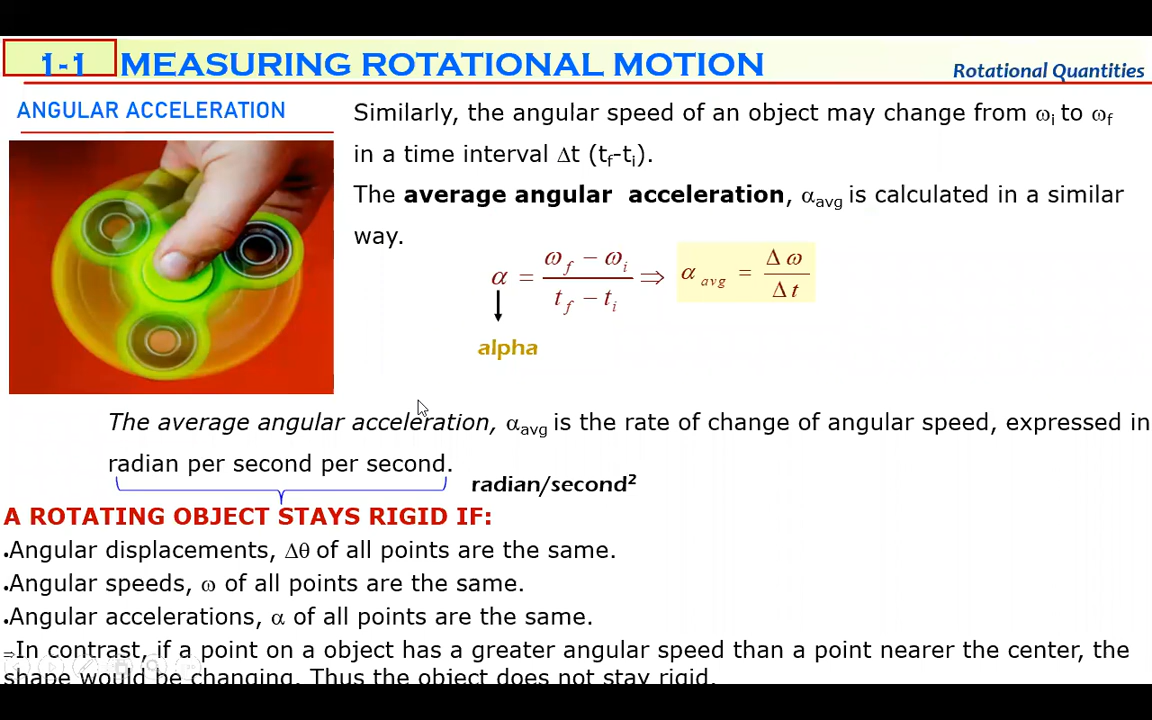 1-1 MEASURING ROTATIONAL MOTION
Rotational Quantities
ANGULAR ACCELERATION
Similarly, the angular speed of an object may change from ωi to ωf
in a time interval Δt (tf-ti).
The average angular acceleration, αavg is calculated in a similar
way.
α = (ωf − ωi) / (tf − ti) ⇒ αavg = Δω / Δt
alpha
The average angular acceleration, αavg is the rate of change of angular speed, expressed in
radian per second per second.
radian/second²
A ROTATING OBJECT STAYS RIGID IF:
•Angular displacements, Δθ of all points are the same.
•Angular speeds, ω of all points are the same.
•Angular accelerations, α of all points are the same.
⇒In contrast, if a point on a object has a greater angular speed than a point nearer the center, the
shape would be changing. Thus the object does not stay rigid.